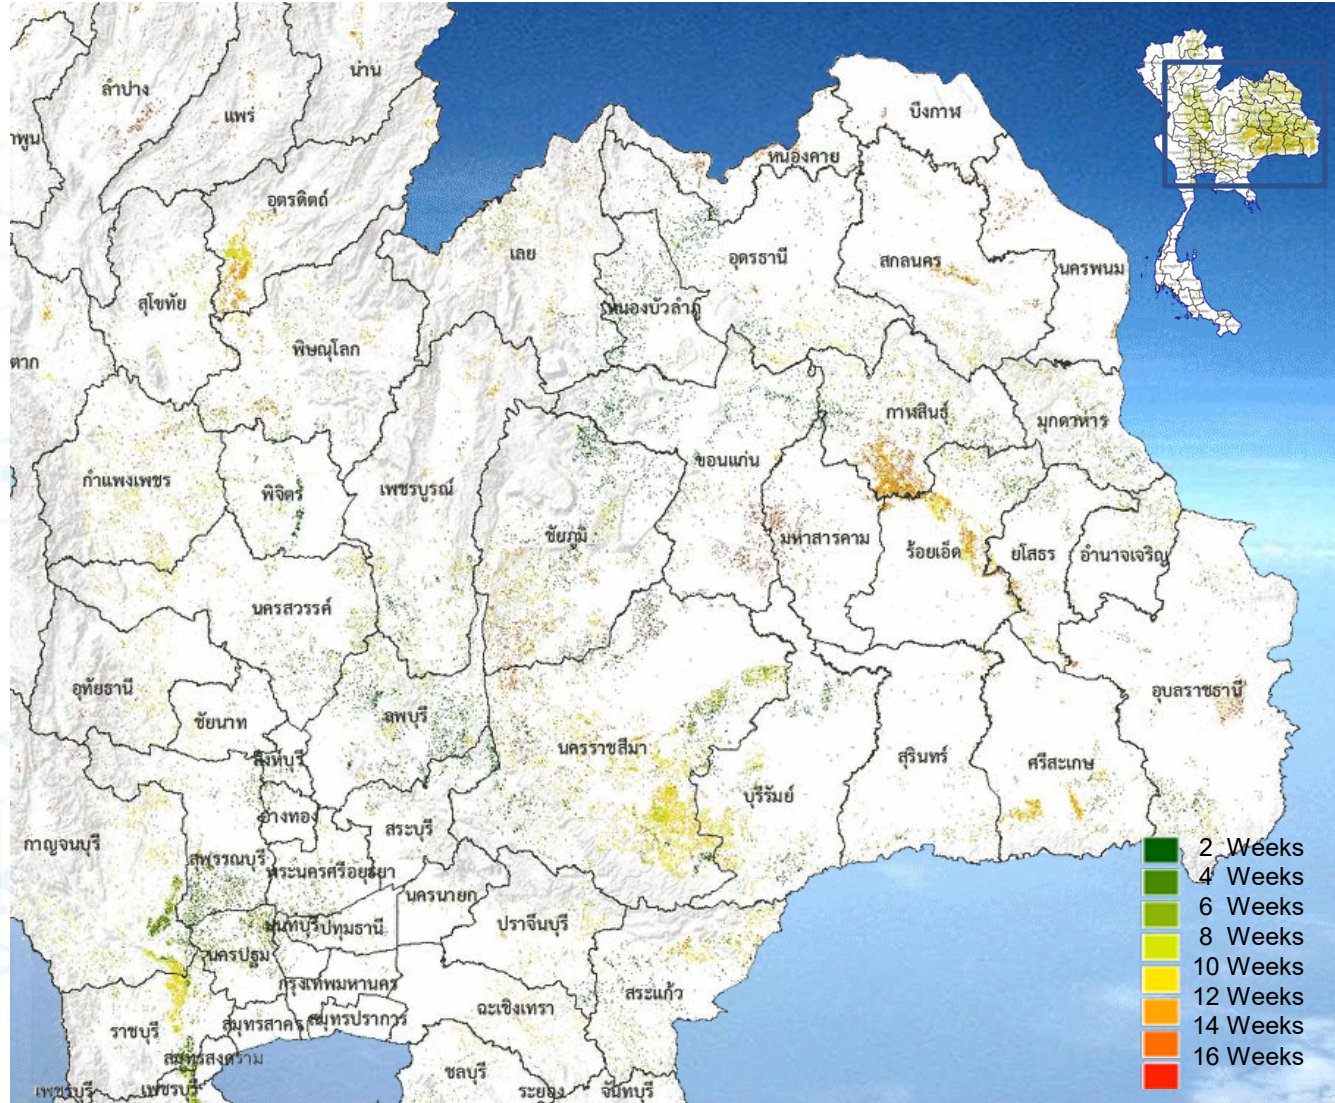 น่าน
ลำปาง
แพร่
บึงกาฬ
าพูน
หนองคาย
อุตรดิตถ์
เลย
อุดรธานี
สกลนคร
นครพนม
สุโขทัย
หนองบัวลำภู
พิษณุโลก
ตาก
กาฬสินธุ์
มุกดาหาร
ขอนแก่น
กำแพงเพชร
พิจิตร
เพชรบูรณ์
ชัยภูมิ
มหาสารคาม
ร้อยเอ็ด
ยโสธร
อำนาจเจริญ
นครสวรรค์
อุทัยธานี
ชัยนาท
ลพบุรี
อุบลราชธานี
นครราชสีมา
สิงห์บุรี
สุรินทร์
ศรีสะเกษ
บุรีรัมย์
อ่างทอง
สระบุรี
กาญจนบุรี
สุพรรณบุรี
พระนครศรีอยุธยา
นครนายก
นนทบุรี
ปทุมธานี
ปราจีนบุรี
นครปฐม
กรุงเทพมหานคร
สระแก้ว
ฉะเชิงเทรา
ราชบุรี
สมุทรสาคร
สมุทรปราการ
สมุทรสงคราม
ชลบุรี
เพชรบุรี
เพชรบุรี
ระยอง
จันทบุรี
2 Weeks
4 Weeks
6 Weeks
8 Weeks
10 Weeks
12 Weeks
14 Weeks
16 Weeks